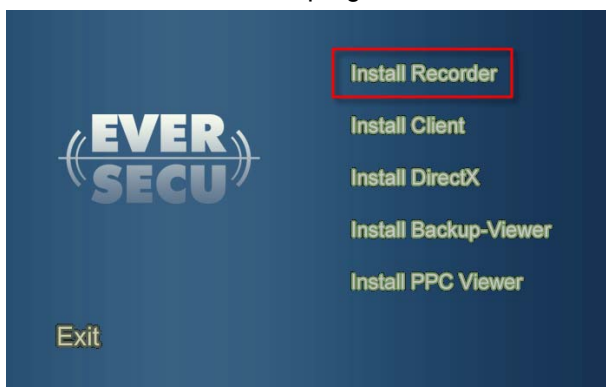 Install Recorder
EVER
SECU
Install Client
Install DirectX
Install Backup-Viewer
Install PPC Viewer
Exit